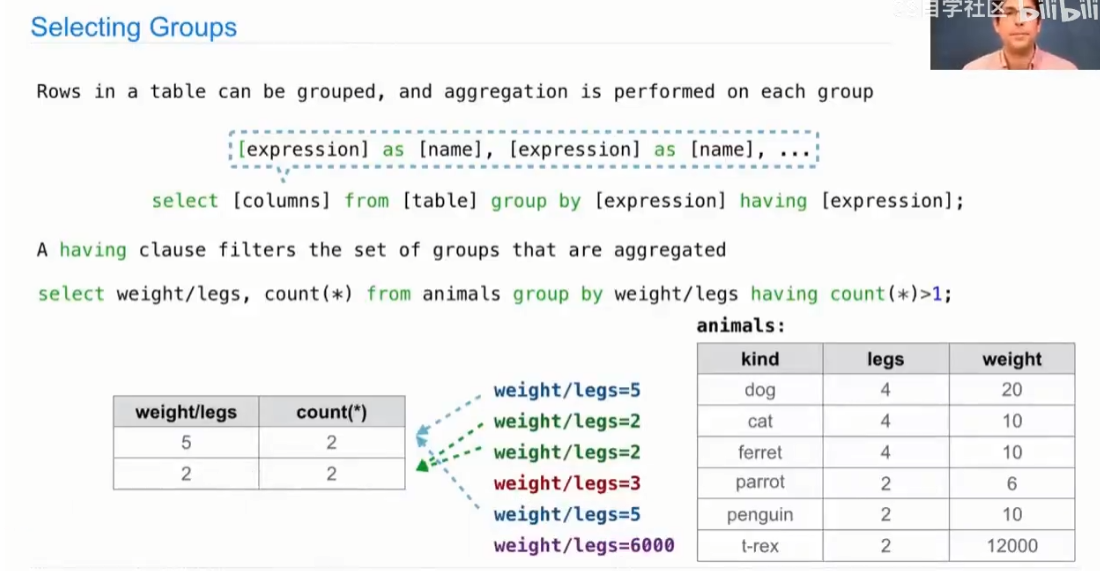 自学社区 bilibili
Selecting Groups
Rows in a table can be grouped, and aggregation is performed on each group
[expression] as [name], [expression] as [name], ...
select [columns] from [table] group by [expression] having [expression];
A having clause filters the set of groups that are aggregated
select weight/legs, count(*) from animals group by weight/legs having count(*)>1;
animals:
kind legs weight
dog 4 20
cat 4 10
ferret 4 10
parrot 2 6
penguin 2 10
t-rex 2 12000
weight/legs=5
weight/legs=2
weight/legs=2
weight/legs=3
weight/legs=5
weight/legs=6000
weight/legs count(*)
5 2
2 2